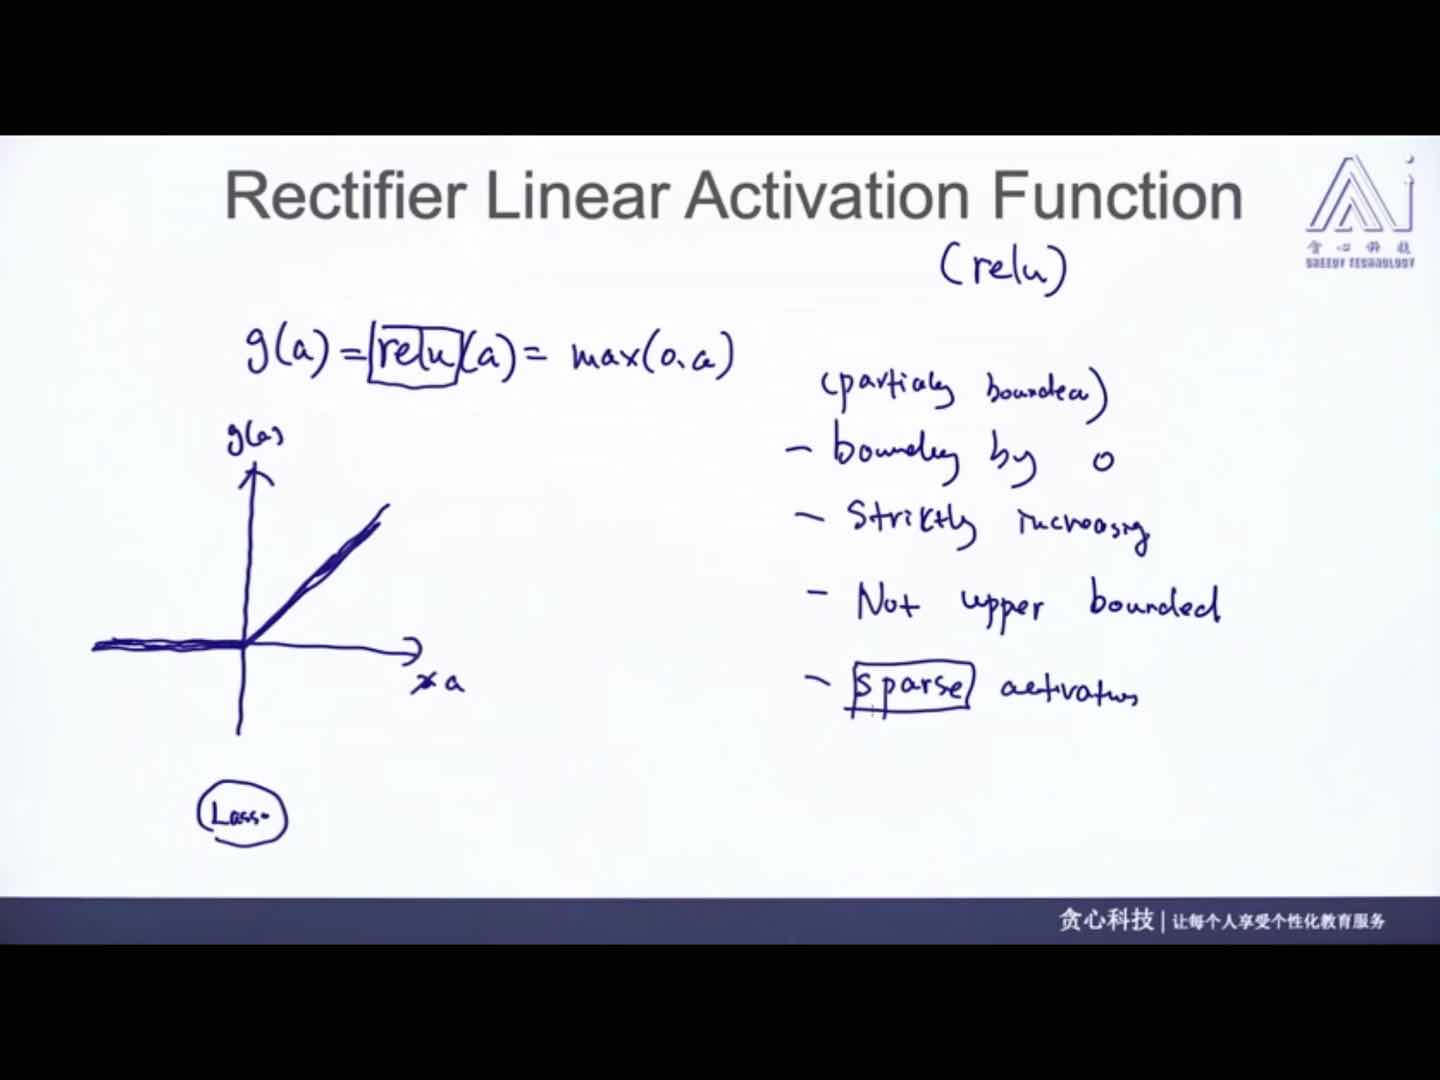 Rectifier Linear Activation Function
贪心科技
GREEDY TECHNOLOGY
(relu)
g(a) = relu(a) = max(0, a)
(partialy bounded)
g(a)
- bounded by 0
- Strictly increasing
- Not upper bounded
a
- sparse activations
Lasso
贪心科技 | 让每个人享受个性化教育服务